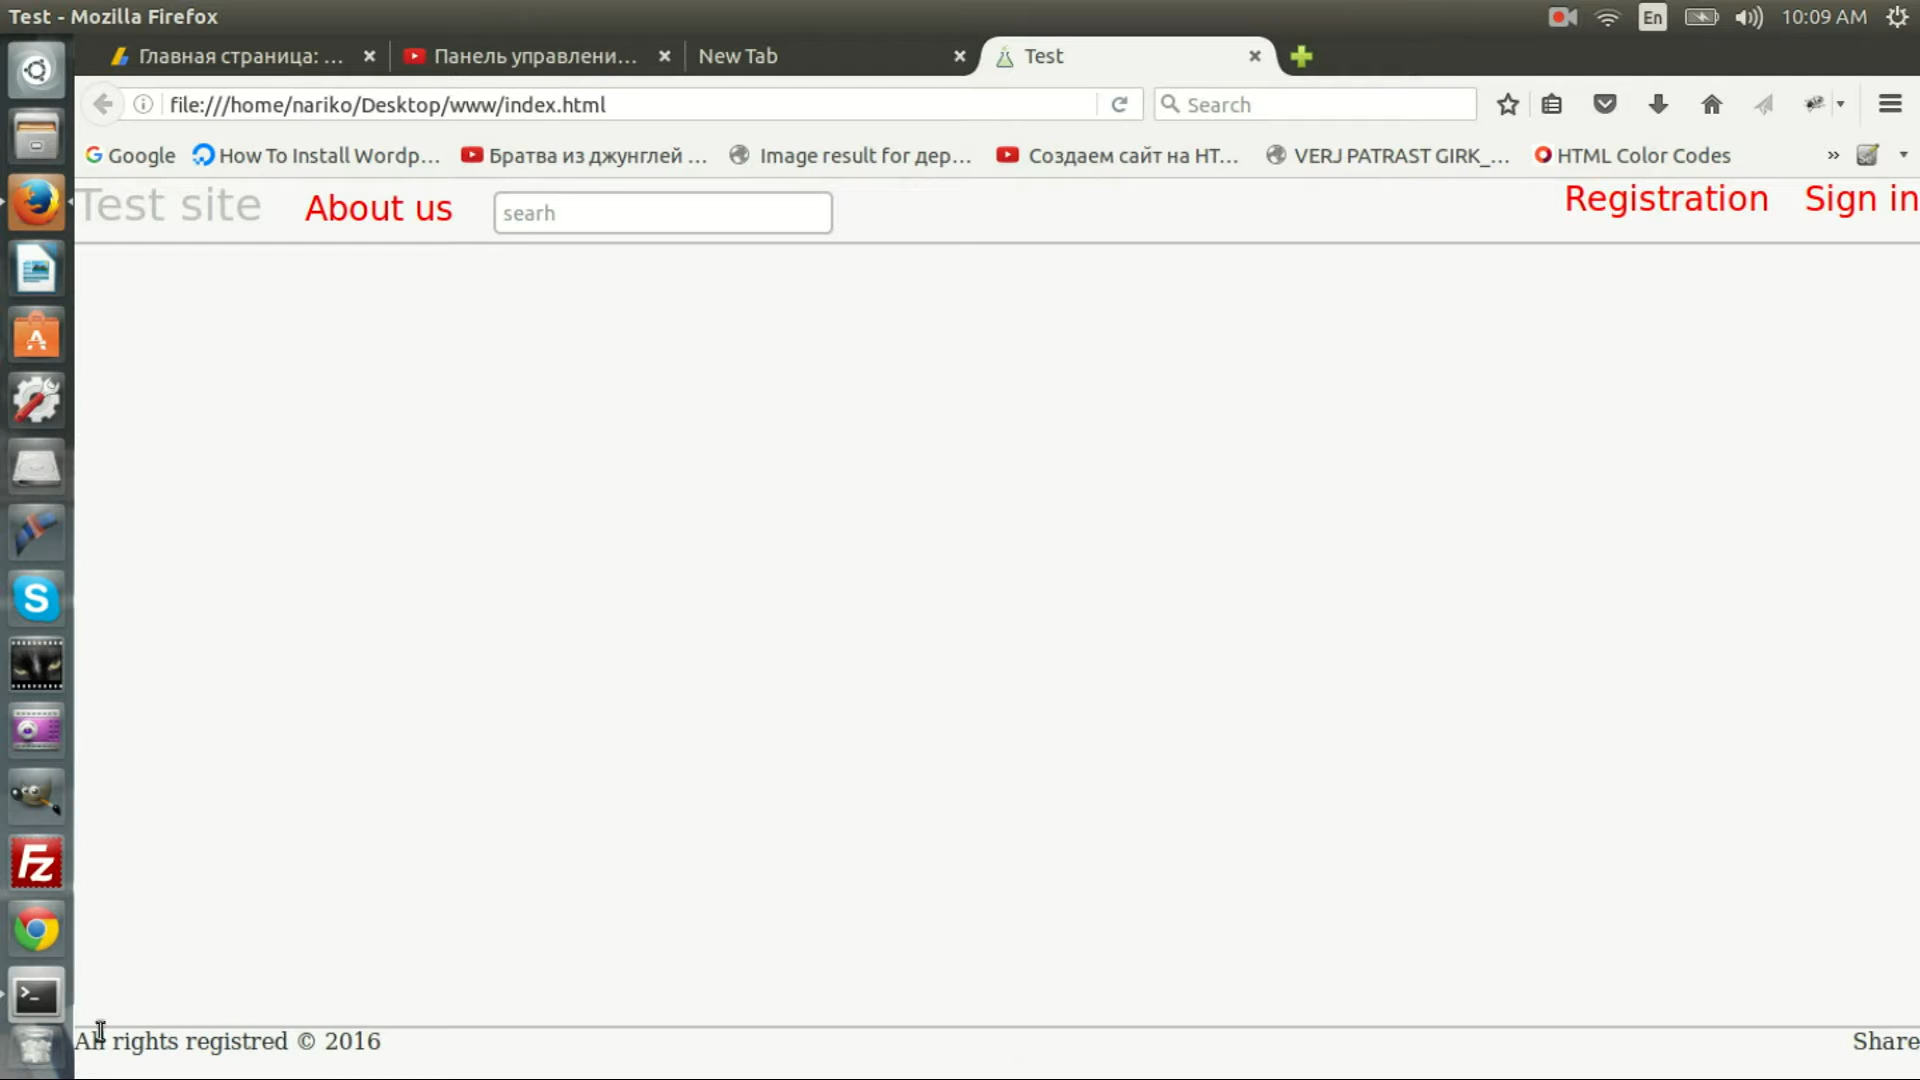 Test - Mozilla Firefox
En
10:09 AM
Главная страница: ...
Панель управлени...
New Tab
Test
file:///home/nariko/Desktop/www/index.html
Search
Google
How To Install Wordp...
Братва из джунглей ...
Image result for дер...
Создаем сайт на HT...
VERJ PATRAST GIRK_...
HTML Color Codes
»
Test site
About us
searh
Registration
Sign in
S
Fz
>_
All rights registred © 2016
Share